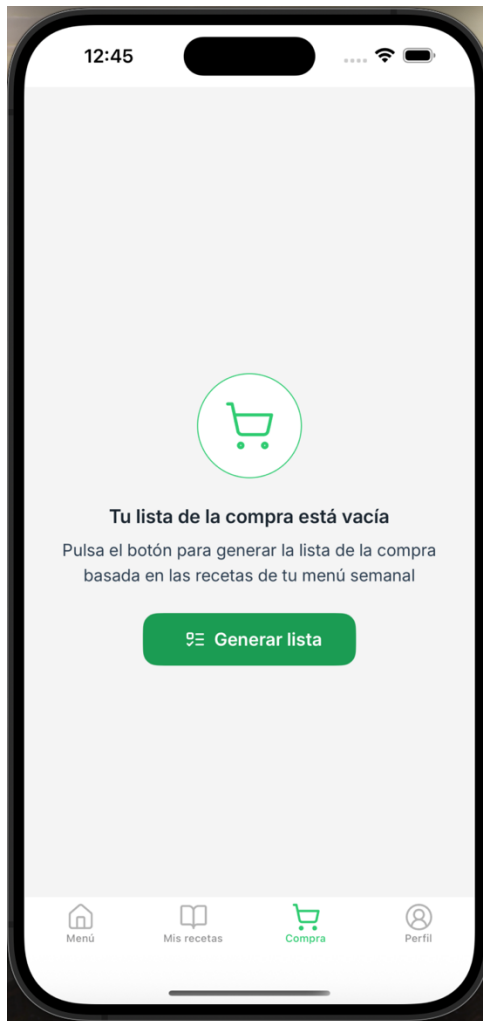 12:45
Tu lista de la compra está vacía
Pulsa el botón para generar la lista de la compra
basada en las recetas de tu menú semanal
Generar lista
Menú Mis recetas Compra Perfil